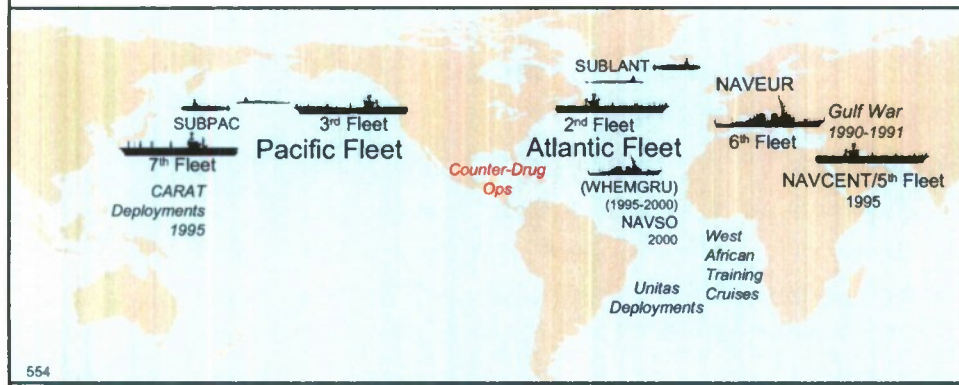 SUBPAC
7th Fleet
CARAT
Deployments
1995
3rd Fleet
Pacific Fleet
Counter-Drug
Ops
SUBLANT
2nd Fleet
Atlantic Fleet
(WHEMGRU)
(1995-2000)
NAVSO
2000
Unitas
Deployments
West
African
Training
Cruises
NAVEUR
6th Fleet
Gulf War
1990-1991
NAVCENT/5th Fleet
1995
554